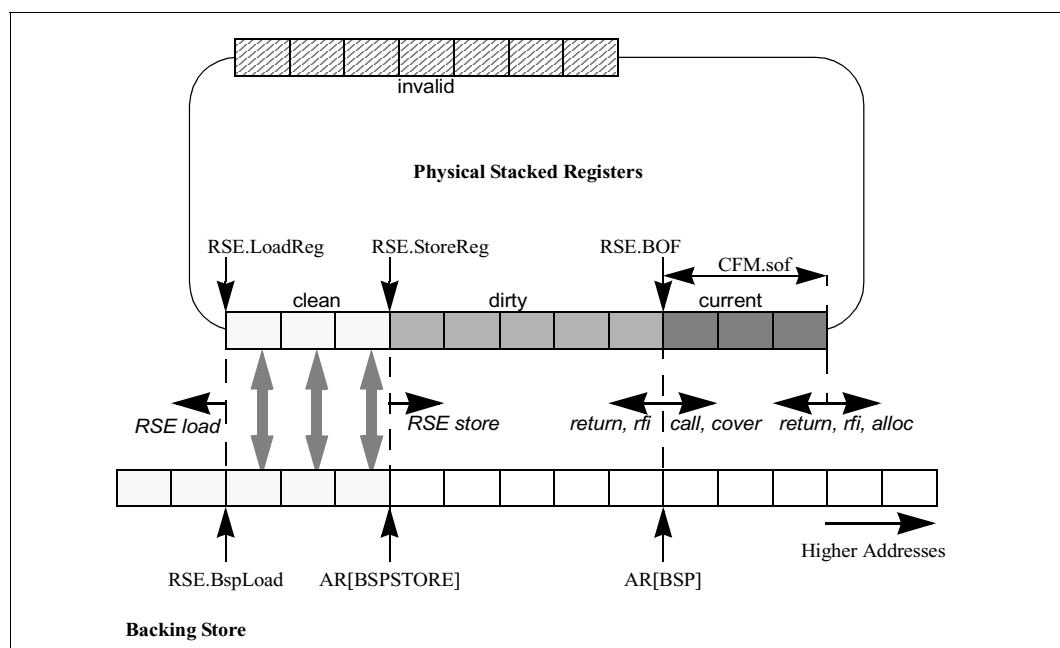 invalid
Physical Stacked Registers
RSE.LoadReg RSE.StoreReg RSE.BOF
CFM.sof
clean dirty current
RSE load RSE store return, rfi call, cover return, rfi, alloc
Higher Addresses
RSE.BspLoad AR[BSPSTORE] AR[BSP]
Backing Store